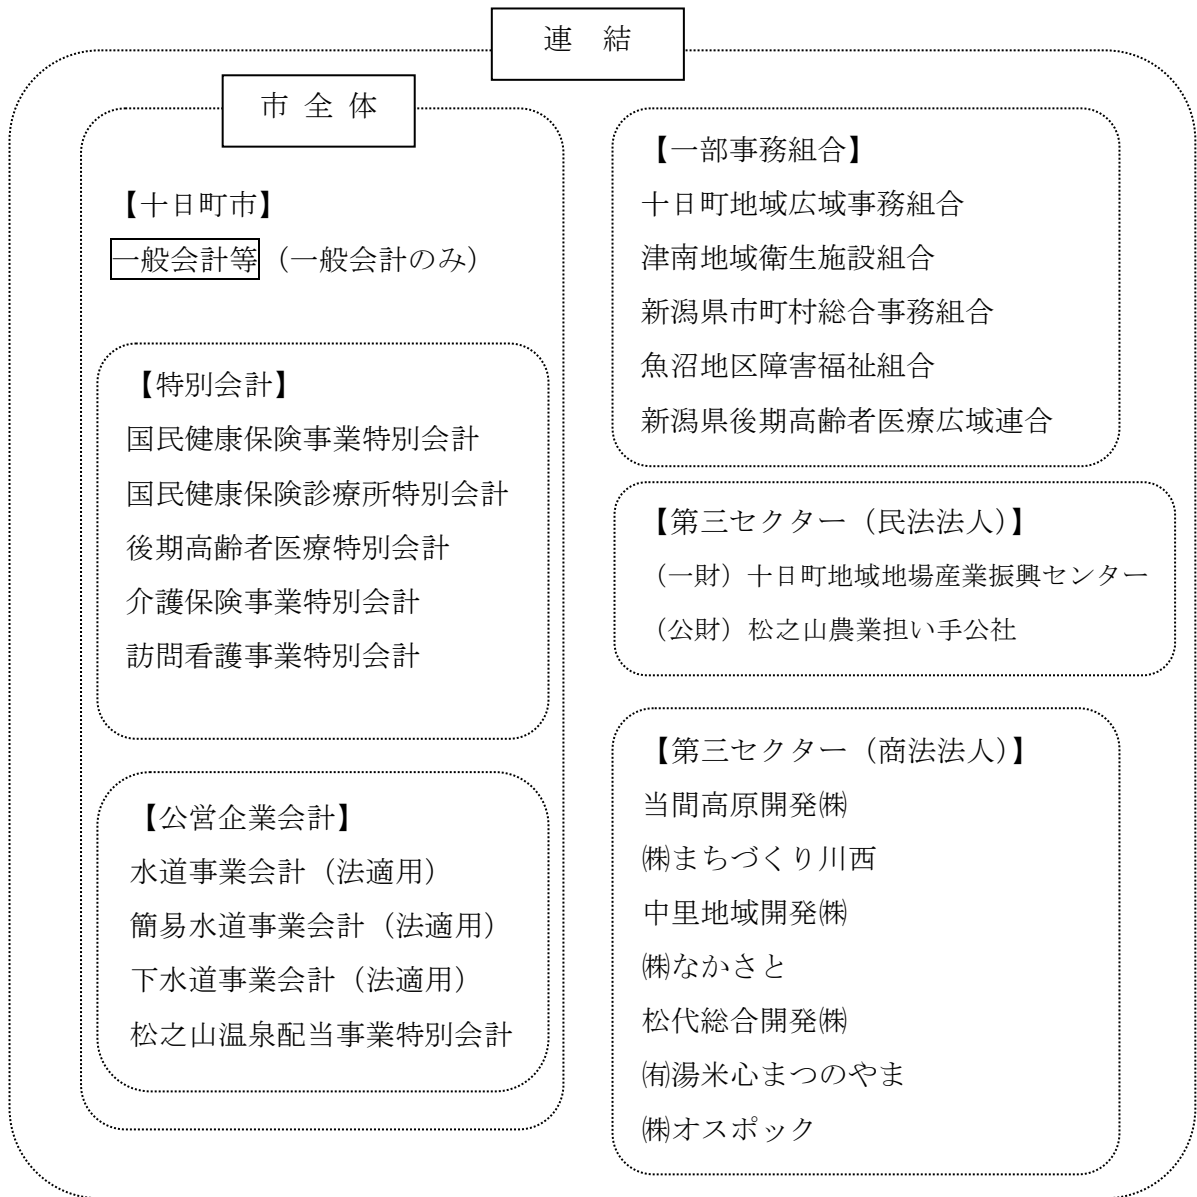 連　結
市 全 体
【十日町市】
一般会計等（一般会計のみ）
【特別会計】
国民健康保険事業特別会計
国民健康保険診療所特別会計
後期高齢者医療特別会計
介護保険事業特別会計
訪問看護事業特別会計
【公営企業会計】
水道事業会計（法適用）
簡易水道事業会計（法適用）
下水道事業会計（法適用）
松之山温泉配当事業特別会計
【一部事務組合】
十日町地域広域事務組合
津南地域衛生施設組合
新潟県市町村総合事務組合
魚沼地区障害福祉組合
新潟県後期高齢者医療広域連合
【第三セクター（民法法人）】
（一財）十日町地域地場産業振興センター
（公財）松之山農業担い手公社
【第三セクター（商法法人）】
当間高原開発㈱
㈱まちづくり川西
中里地域開発㈱
㈱なかさと
松代総合開発㈱
㈲湯米心まつのやま
㈱オスポック